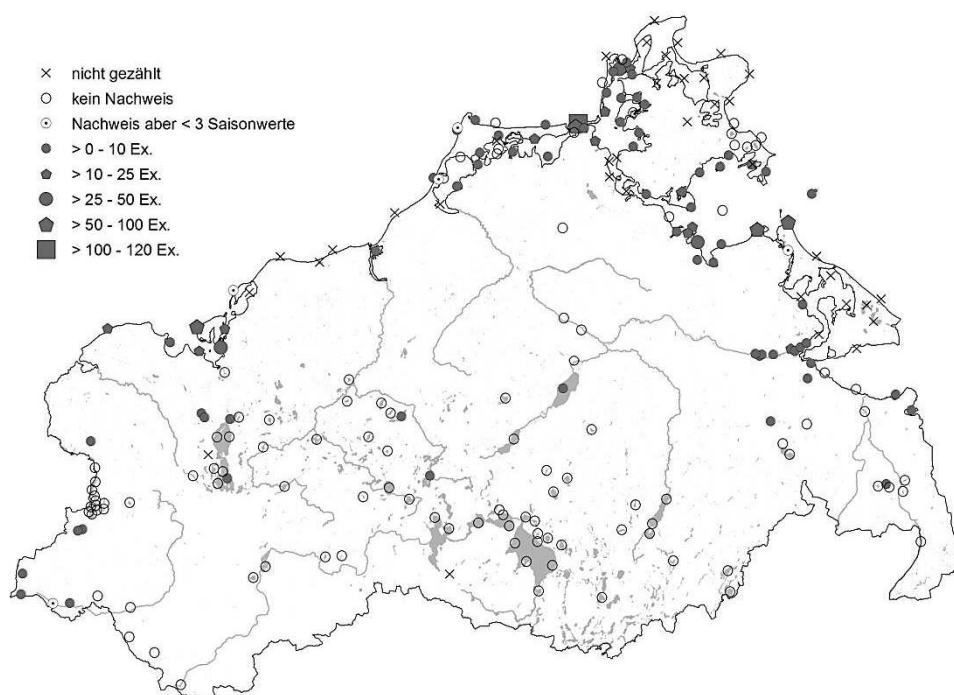 nicht gezählt
kein Nachweis
Nachweis aber < 3 Saisonwerte
> 0 - 10 Ex.
> 10 - 25 Ex.
> 25 - 50 Ex.
> 50 - 100 Ex.
> 100 - 120 Ex.